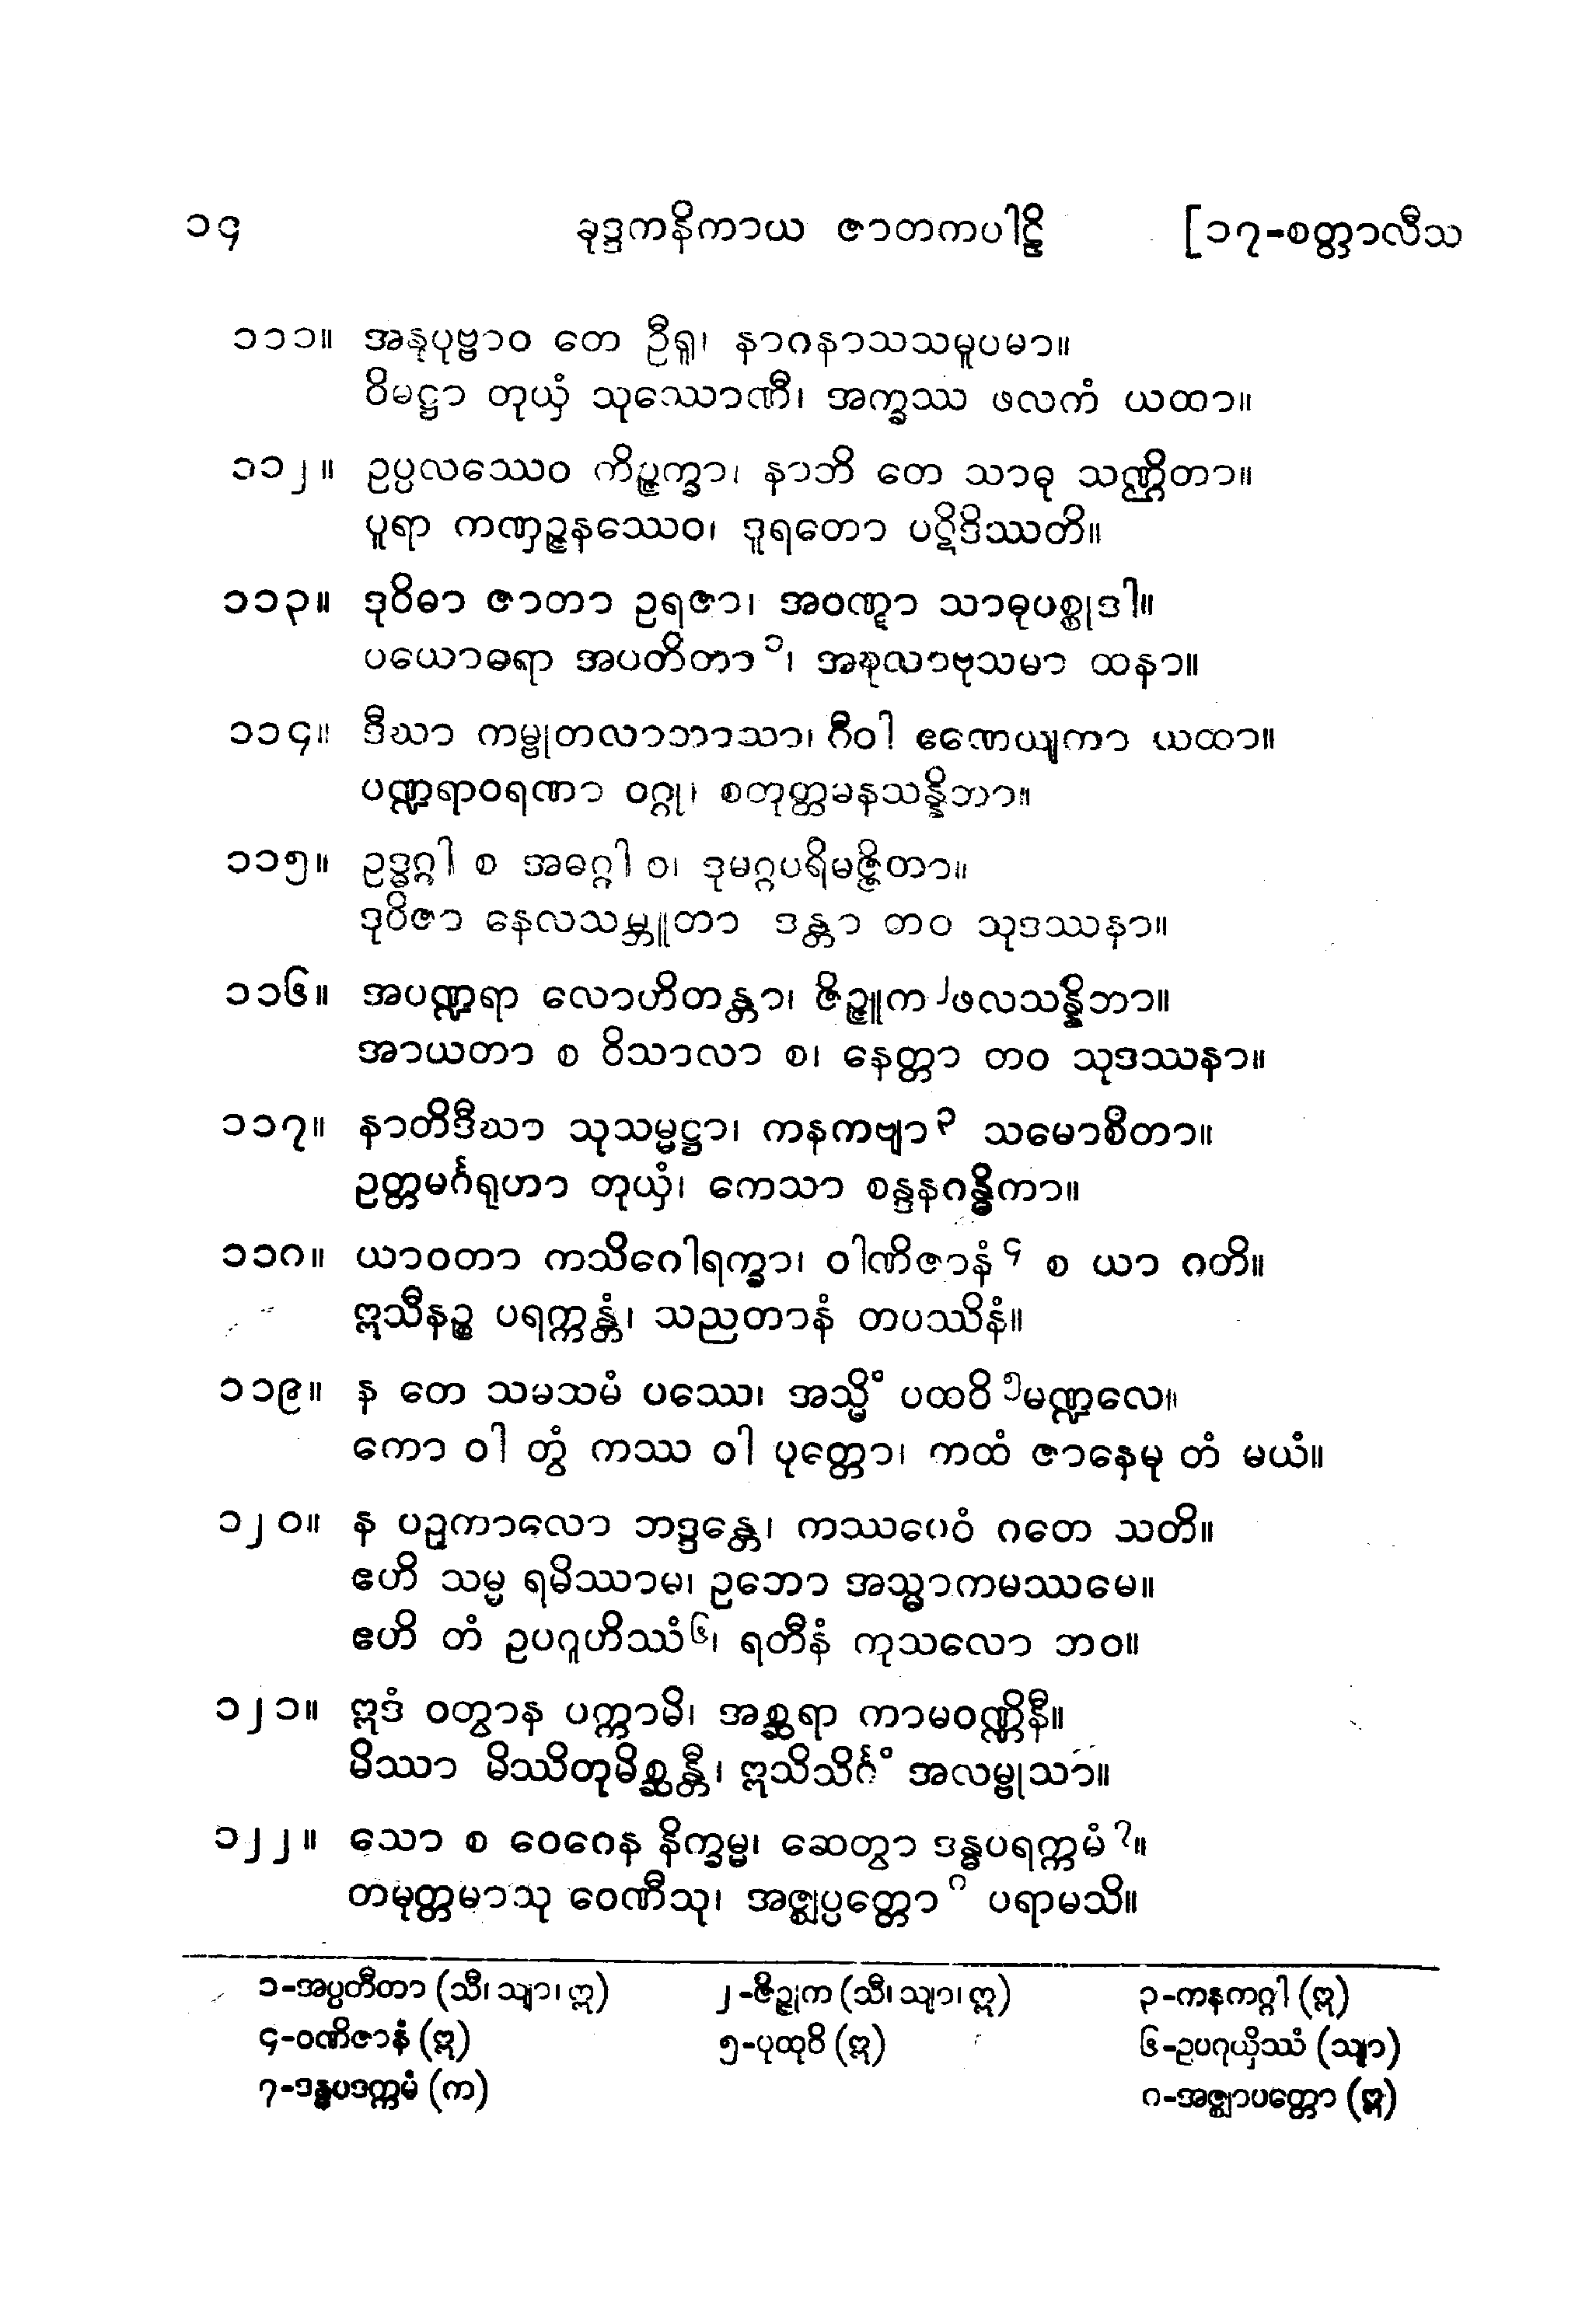 ၁၄ ခုဒ္ဒကနိကာယ ဇာတကပါဠိ [၁၇-စတ္တာလီသ
၁၁၁။ အနုပုဗ္ဗာဝ တေ ဦရူ၊ နာဂနာသသမူပမာ။
ဝိမဋ္ဌာ တုယှံ သုဿောဏီ၊ အက္ခဿ ဖလကံ ယထာ။
၁၁၂။ ဥပ္ပလဿေဝ ကိဉ္ဇက္ခာ၊ နာဘိ တေ သာဓု သဏ္ဌိတာ။
ပူရာ ကဏှဉ္ဇနဿေဝ၊ ဒူရတော ပဋိဒိဿတိ။
၁၁၃။ ဒုဝိဓာ ဇာတာ ဥရဇာ၊ အဝဏ္ဋာ သာဓုပစ္စုဒါ။
ပယောဓရာ အပတိတာ၁၊ အဍ္ဎလာဗုသမာ ထနာ။
၁၁၄။ ဒီဃာ ကမ္ဗုတလာဘာသာ၊ ဂီဝါ ဧဏေယျကာ ယထာ။
ပဏ္ဍရာဝရဏာ ဝဂ္ဂု၊ စတုတ္ထမနသန္နိဘာ။
၁၁၅။ ဥဒ္ဓဂ္ဂါ စ အဓဂ္ဂါ စ၊ ဒုမဂ္ဂပရိမဇ္ဇိတာ။
ဒုဝိဇာ နေလသမ္ဘူတာ ဒန္တာ တဝ သုဒဿနာ။
၁၁၆။ အပဏ္ဍရာ လောဟိတန္တာ၊ ဇိဉ္ဇူက၂ဖလသန္နိဘာ။
အာယတာ စ ဝိသာလာ စ၊ နေတ္တာ တဝ သုဒဿနာ။
၁၁၇။ နာတိဒီဃာ သုသမ္မဋ္ဌာ၊ ကနကဗျာ၃ သမောစိတာ။
ဥတ္တမင်္ဂရုဟာ တုယှံ၊ ကေသာ စန္ဒနဂန္ဓိကာ။
၁၁၈။ ယာဝတာ ကသိဂေါရက္ခာ၊ ဝါဏိဇာနံ၄ စ ယာ ဂတိ။
ဣသီနဉ္စ ပရက္ကန္တံ၊ သညတာနံ တပဿိနံ။
၁၁၉။ န တေ သမသမံ ပဿေ၊ အသ္မိံ ပထဝိ၅မဏ္ဍလေ။
ကော ဝါ တွံ ကဿ ဝါ ပုတ္တော၊ ကထံ ဇာနေမု တံ မယံ။
၁၂၀။ န ပဉှကာလော ဘဒ္ဒန္တေ၊ ကဿပေဝံ ဂတေ သတိ။
ဧဟိ သမ္မ ရမိဿာမ၊ ဥဘော အသ္မာကမဿမေ။
ဧဟိ တံ ဥပဂူဟိဿံ၆၊ ရတီနံ ကုသလော ဘဝ။
၁၂၁။ ဣဒံ ဝတွာန ပက္ကာမိ၊ အစ္ဆရာ ကာမဝဏ္ဏိနီ။
မိဿာ မိဿိတုမိစ္ဆန္တီ၊ ဣသိသိင်္ဂံ အလမ္ဗုသာ။
၁၂၂။ သော စ ဝေဂေန နိက္ခမ္မ၊ ဆေတွာ ဒန္ဓပရက္ကမံ၇။
တမုတ္တမာသု ဝေဏီသု၊ အဇ္ဈပ္ပတ္တော၈ ပရာမသိ။
၁-အပ္ပတီတာ (သီ၊ သျာ၊ ဣ) ၂-ဇိဉ္ဇုက (သီ၊ သျာ၊ ဣ) ၃-ကနကဂ္ဂါ (ဣ)
၄-ဝဏိဇာနံ (ဣ) ၅-ပုထုဝိ (ဣ) ၆-ဥပဂုယှိဿံ (သျာ)
၇-ဒန္ဓပဒက္ကမံ (က) ၈-အဇ္ဈာပတ္တော (ဣ)